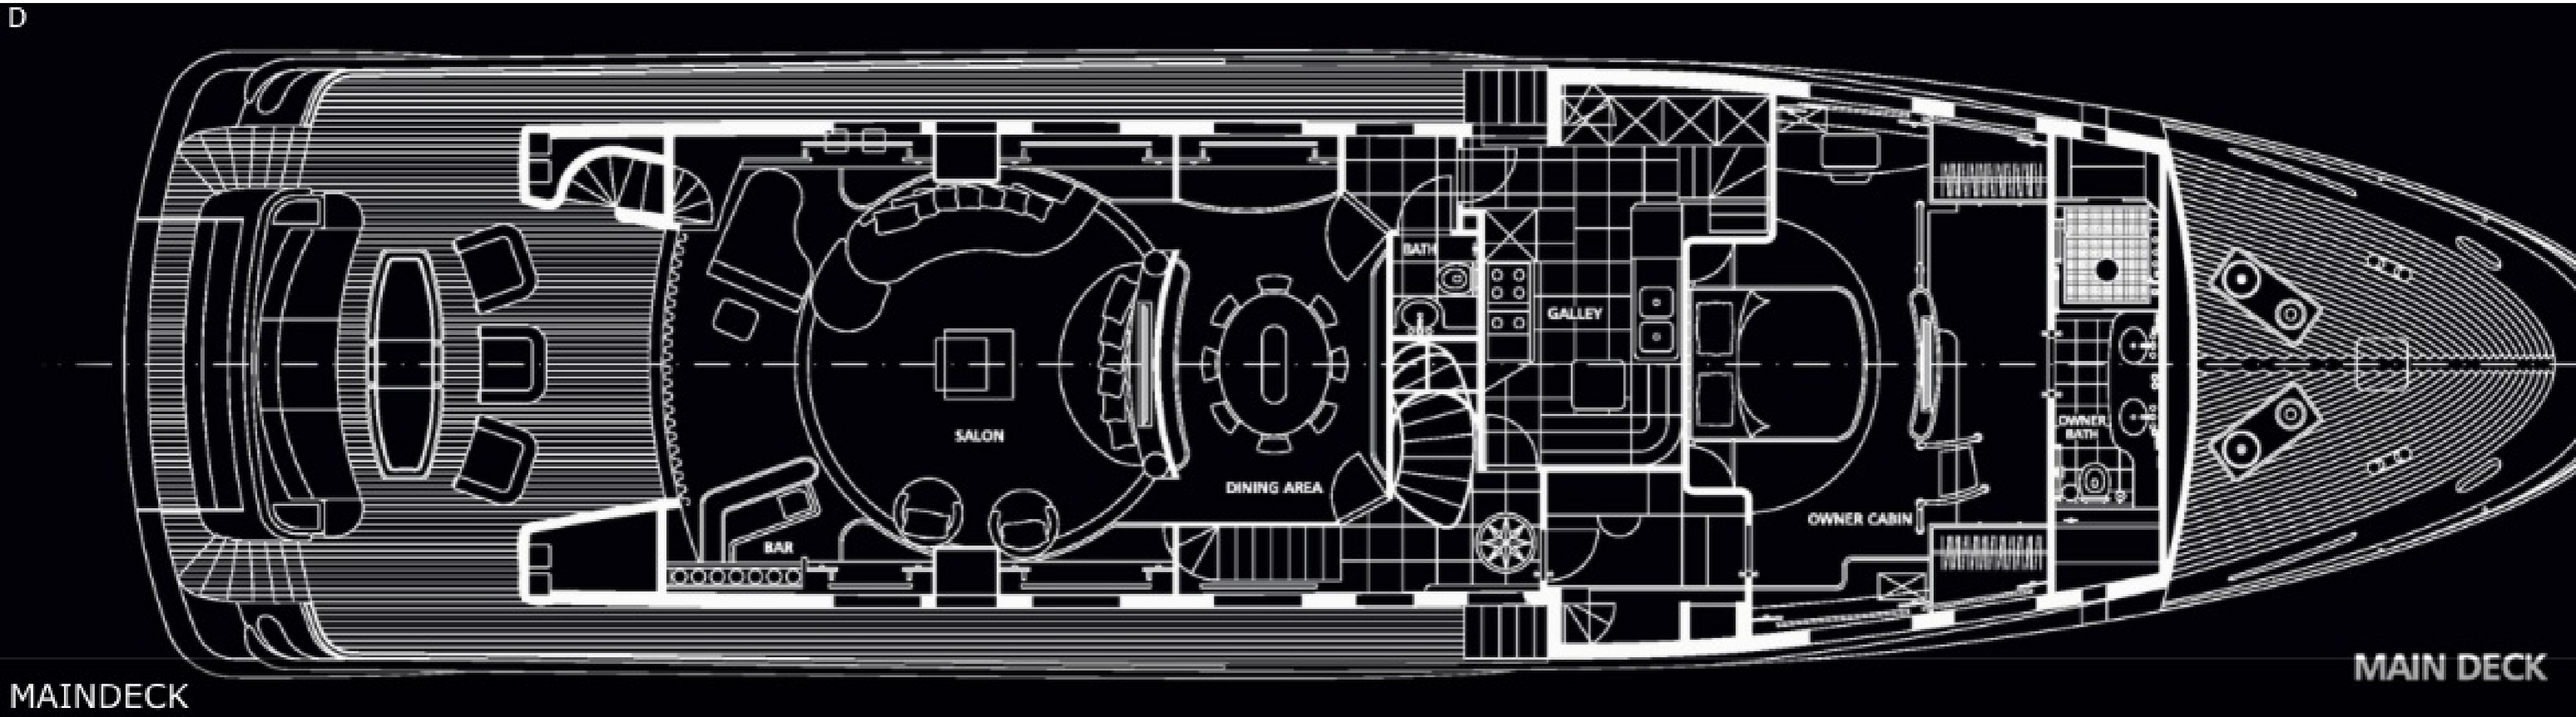 D
BATH
GALLEY
SALON
DINING AREA
OWNER
BATH
OWNER CABIN
BAR
MAIN DECK
MAINDECK